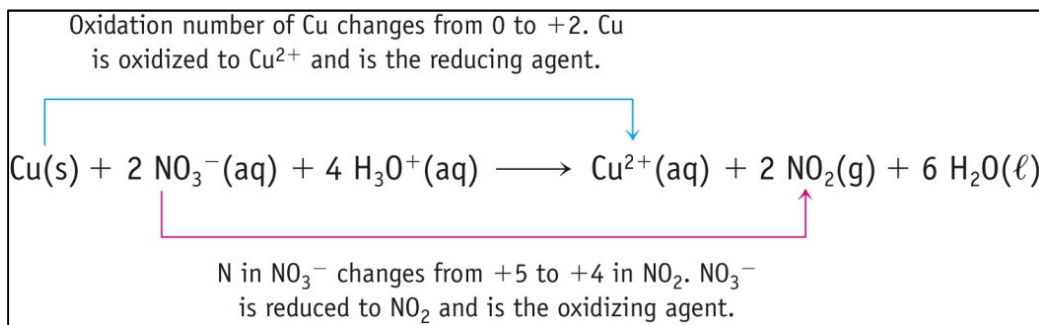 Oxidation number of Cu changes from 0 to +2. Cu
is oxidized to Cu²⁺ and is the reducing agent.
Cu(s) + 2 NO₃⁻(aq) + 4 H₃O⁺(aq) ⟶ Cu²⁺(aq) + 2 NO₂(g) + 6 H₂O(ℓ)
N in NO₃⁻ changes from +5 to +4 in NO₂. NO₃⁻
is reduced to NO₂ and is the oxidizing agent.